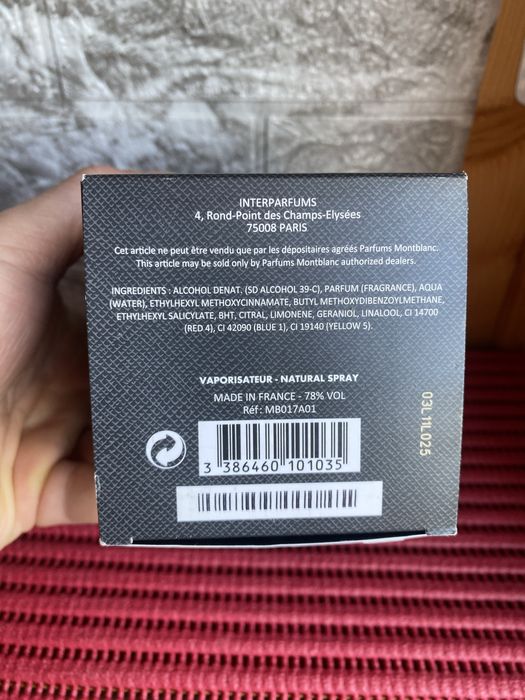 INTERPARFUMS
4, Rond-Point des Champs-Elysées
75008 PARIS
Cet article ne peut être vendu que par les dépositaires agréés Parfums Montblanc.
This article may be sold only by Parfums Montblanc authorized dealers.
INGREDIENTS : ALCOHOL DENAT. (SD ALCOHOL 39-C), PARFUM (FRAGRANCE), AQUA
(WATER), ETHYLHEXYL METHOXYCINNAMATE, BUTYL METHOXYDIBENZOYLMETHANE,
ETHYLHEXYL SALICYLATE, BHT, CITRAL, LIMONENE, GERANIOL, LINALOOL, CI 14700
(RED 4), CI 42090 (BLUE 1), CI 19140 (YELLOW 5).
VAPORISATEUR - NATURAL SPRAY
MADE IN FRANCE - 78% VOL
Réf : MB017A01
3 386460 101035
03L 11L 025